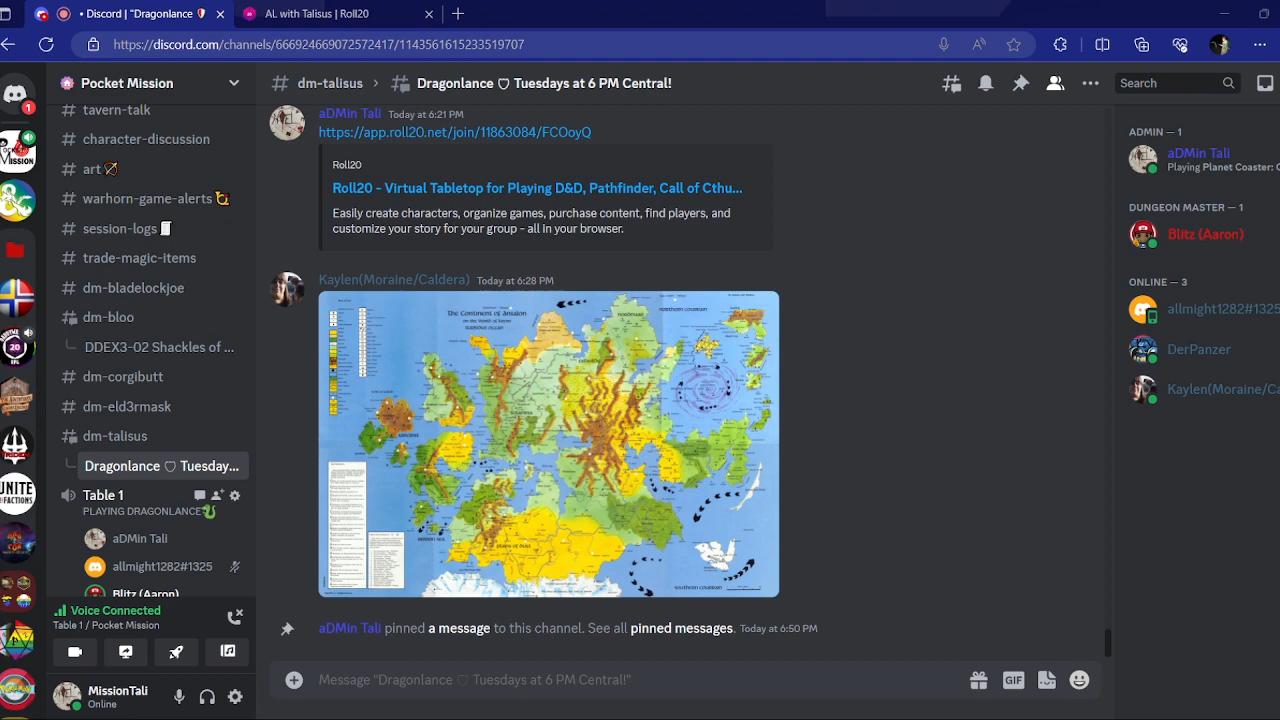 Discord | "Dragonlance
AL with Talisus | Roll20
https://discord.com/channels/666924669072572417/1143561615233519707
Pocket Mission
dm-talisus
Dragonlance 🛡 Tuesdays at 6 PM Central!
Search
1
tavern-talk
character-discussion
art
warhorn-game-alerts
session-logs
trade-magic-items
dm-bladelockjoe
dm-bloo
DDEX3-02 Shackles of ...
dm-corgibutt
dm-eld3rmask
dm-talisus
Dragonlance 🛡 Tuesday...
Table 1
PLAYING DRAGONLANCE
aDMin Tali
allmight1282#1325
Blitz (Aaron)
Voice Connected
Table 1 / Pocket Mission
MissionTali
Online
aDMin Tali Today at 6:21 PM
https://app.roll20.net/join/11863084/FCOoyQ
Roll20
Roll20 - Virtual Tabletop for Playing D&D, Pathfinder, Call of Cthu...
Easily create characters, organize games, purchase content, find players, and
customize your story for your group - all in your browser.
Kaylen(Moraine/Caldera) Today at 6:28 PM
The Continent of Ansalon
on the World of Krynn
aDMin Tali pinned a message to this channel. See all pinned messages. Today at 6:50 PM
Message "Dragonlance 🛡 Tuesdays at 6 PM Central!"
GIF
ADMIN — 1
aDMin Tali
Playing Planet Coaster:
DUNGEON MASTER — 1
Blitz (Aaron)
ONLINE — 3
allmight1282#1325
DerPanzer
Kaylen(Moraine/Ca